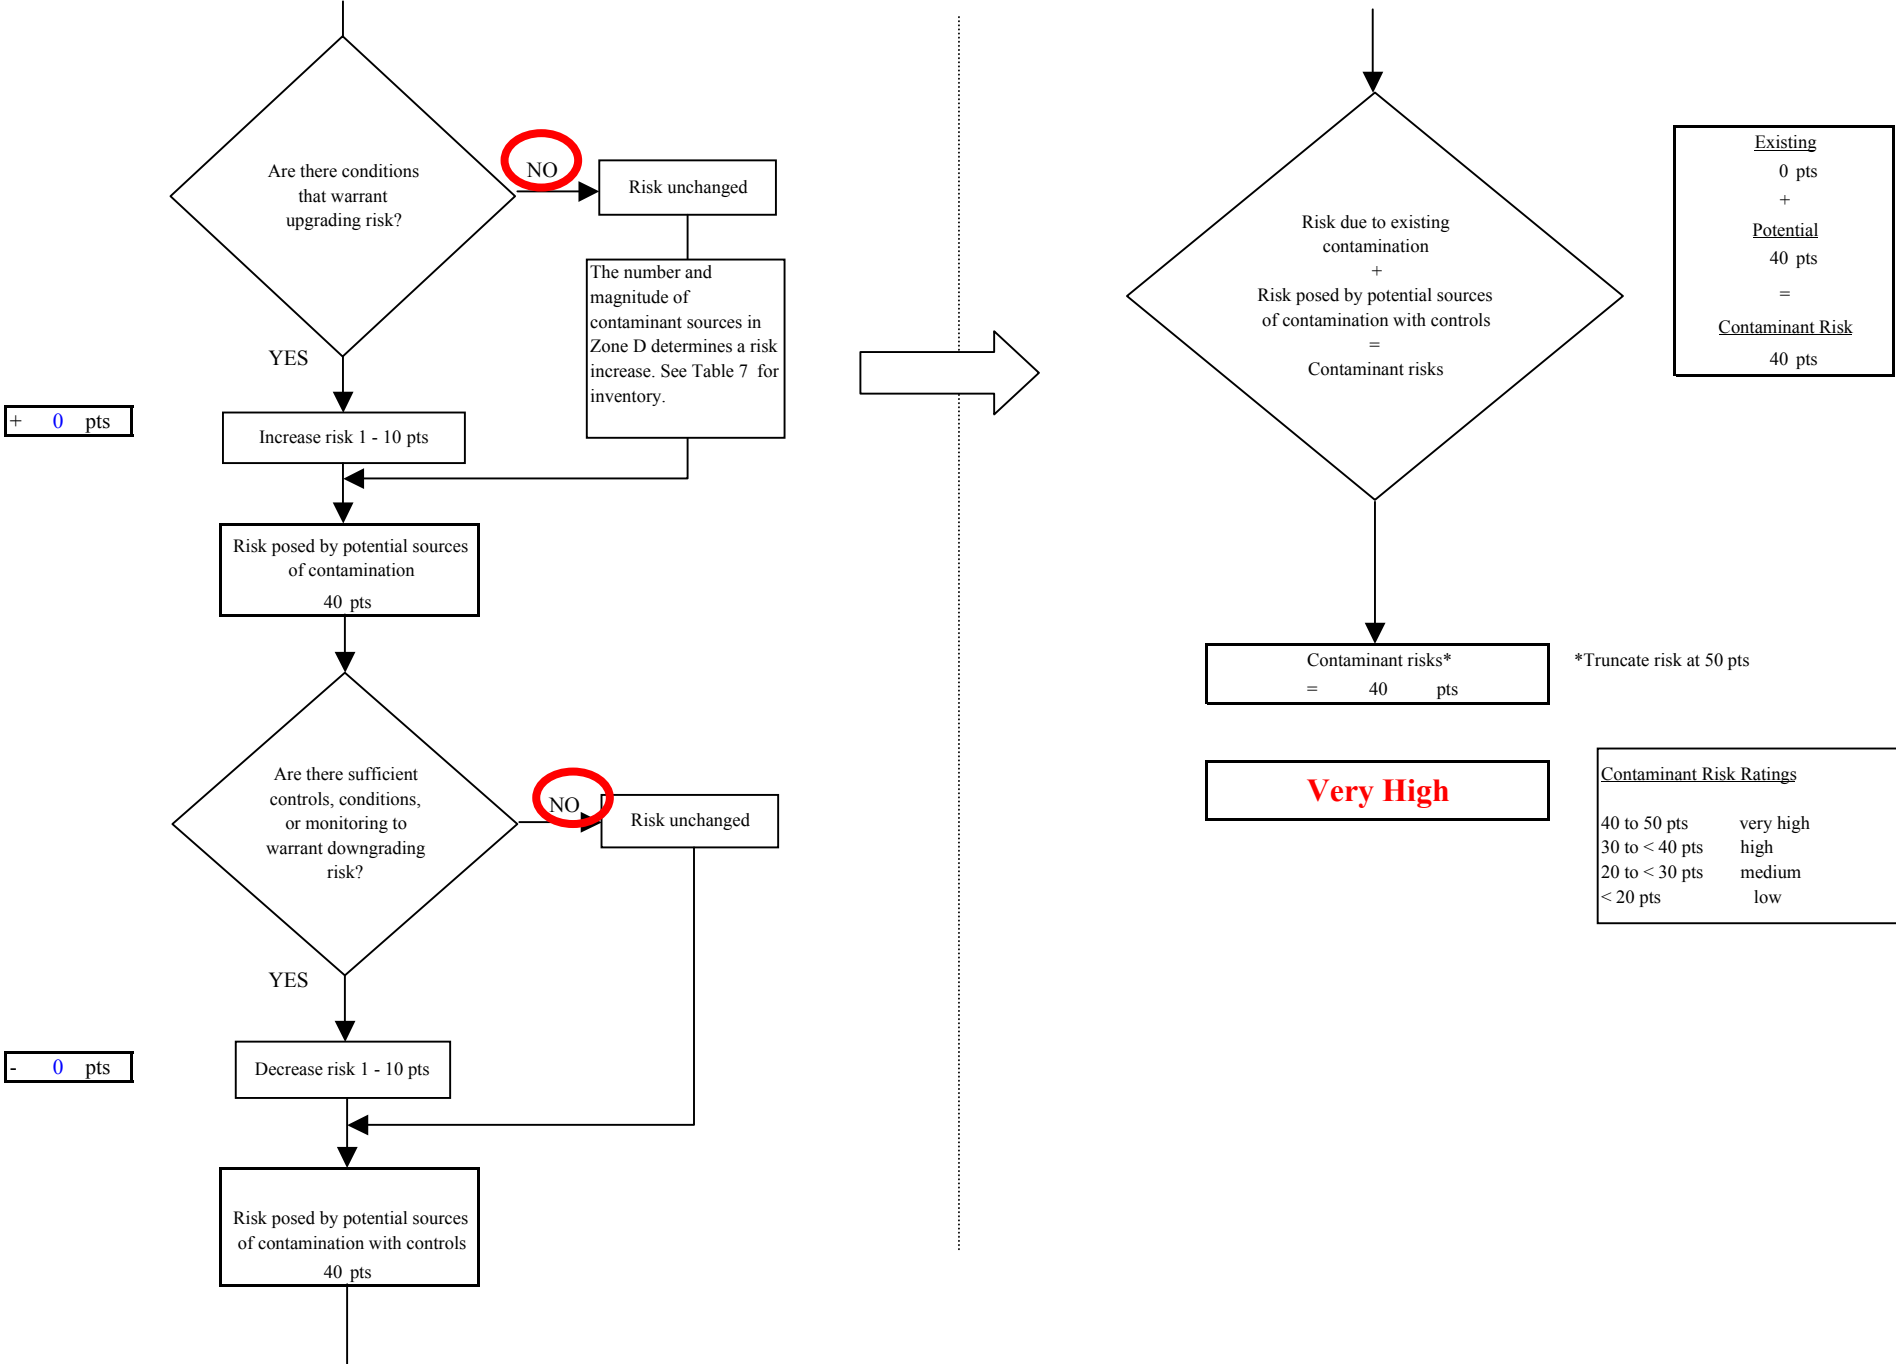 Are there conditions
that warrant
upgrading risk?
NO
Risk unchanged
The number and
magnitude of
contaminant sources in
Zone D determines a risk
increase. See Table 7 for
inventory.
YES
+ 0 pts
Increase risk 1 - 10 pts
Risk posed by potential sources
of contamination
40 pts
Are there sufficient
controls, conditions,
or monitoring to
warrant downgrading
risk?
NO
Risk unchanged
YES
- 0 pts
Decrease risk 1 - 10 pts
Risk posed by potential sources
of contamination with controls
40 pts
Risk due to existing
contamination
+
Risk posed by potential sources
of contamination with controls
=
Contaminant risks
Existing
0 pts
+
Potential
40 pts
=
Contaminant Risk
40 pts
Contaminant risks*
= 40 pts
*Truncate risk at 50 pts
Very High
Contaminant Risk Ratings
40 to 50 pts very high
30 to < 40 pts high
20 to < 30 pts medium
< 20 pts low